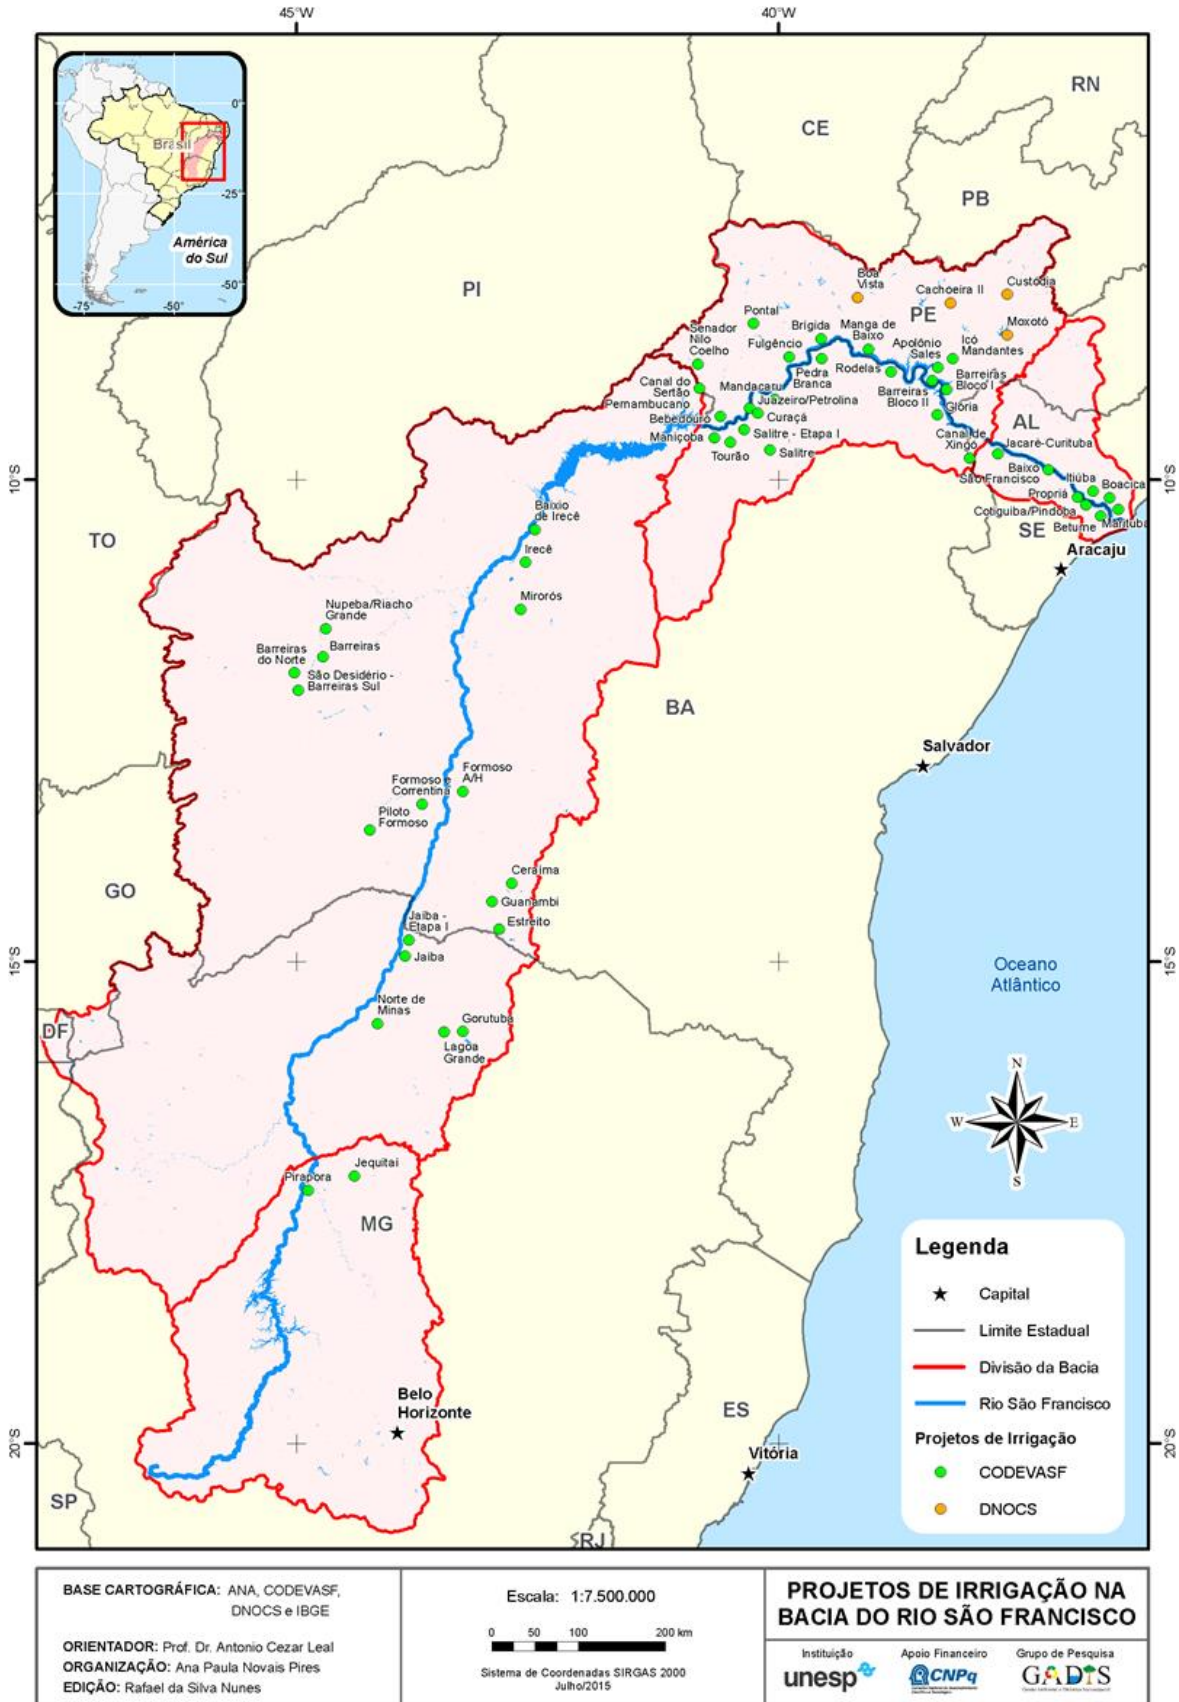 45°W
40°W
0°
Brasil
-25°
América
do Sul
-50°
-75°
-50°
RN
CE
PB
PI
Boa
Vista
Cachoeira II
Custódia
PE
Moxotó
Pontal
Senador
Nilo
Coelho
Brígida
Manga de
Baixo
Fulgêncio
Apolônio
Sales
Icó
Mandantes
Pedra
Branca
Rodelas
Barreiras
Bloco I
Canal do
Sertão
Pernambucano
Mandacaru
Juazeiro/Petrolina
Barreiras
Bloco II
Glória
Bebedouro
Curaçá
AL
Maniçoba
Salitre - Etapa I
Canal de
Xingó
Jacaré-Curituba
Tourão
Salitre
Baixo
São Francisco
Itiúba
Boacica
Propriá
Cotiguiba/Pindoba
Betume
Marituba
10°S
10°S
Baixio
de Irecê
SE
Aracaju
TO
Irecê
Mirorós
Nupeba/Riacho
Grande
Barreiras
Barreiras
do Norte
São Desidério -
Barreiras Sul
BA
Salvador
Formoso
A/H
Formoso e
Correntina
Piloto
Formoso
GO
Ceraíma
Guanambi
Estreito
Jaíba -
Etapa I
Jaíba
15°S
15°S
Oceano
Atlântico
Norte de
Minas
Gorutuba
Lagoa
Grande
DF
N
W
E
S
Jequitaí
Pirapora
MG
Legenda
Capital
Limite Estadual
Divisão da Bacia
Rio São Francisco
Projetos de Irrigação
CODEVASF
DNOCS
Belo
Horizonte
ES
Vitória
20°S
20°S
SP
RJ
BASE CARTOGRÁFICA: ANA, CODEVASF,
DNOCS e IBGE
ORIENTADOR: Prof. Dr. Antonio Cezar Leal
ORGANIZAÇÃO: Ana Paula Novais Pires
EDIÇÃO: Rafael da Silva Nunes
Escala: 1:7.500.000
0 50 100 200 km
Sistema de Coordenadas SIRGAS 2000
Julho/2015
PROJETOS DE IRRIGAÇÃO NA
BACIA DO RIO SÃO FRANCISCO
Instituição
unesp
Apoio Financeiro
CNPq
Grupo de Pesquisa
GADIS